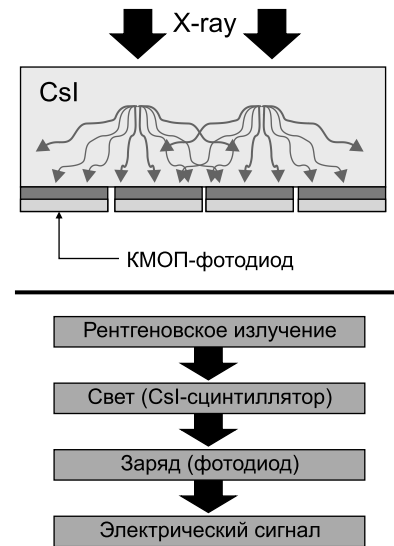 X-ray
CsI
КМОП-фотодиод
Рентгеновское излучение
Свет (CsI-сцинтиллятор)
Заряд (фотодиод)
Электрический сигнал